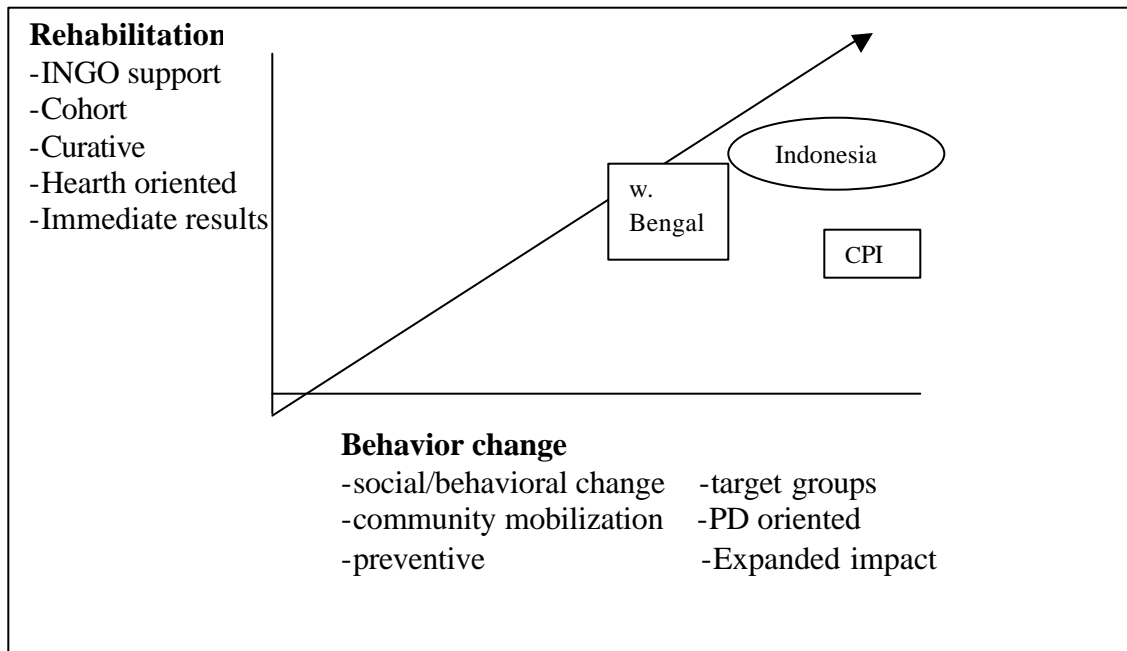 Rehabilitation
-INGO support
-Cohort
-Curative
-Hearth oriented
-Immediate results
Indonesia
w.
Bengal
CPI
Behavior change
-social/behavioral change -target groups
-community mobilization -PD oriented
-preventive -Expanded impact